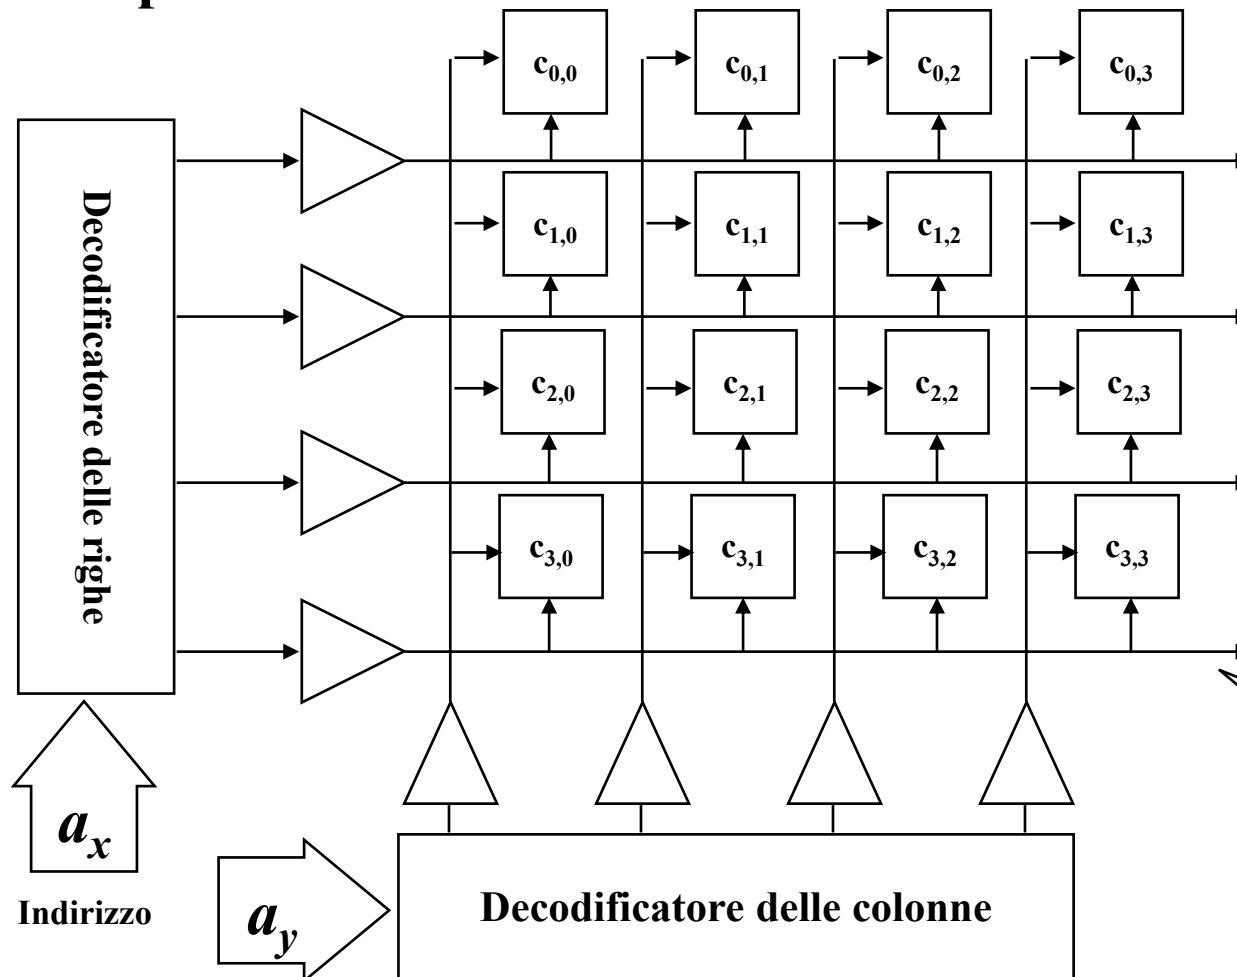 c0,0 c0,1 c0,2 c0,3
c1,0 c1,1 c1,2 c1,3
c2,0 c2,1 c2,2 c2,3
c3,0 c3,1 c3,2 c3,3
Decodificatore delle righe
ax
Indirizzo
ay
Decodificatore delle colonne